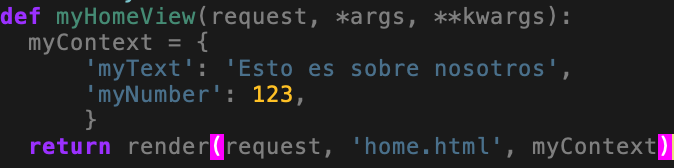 def myHomeView(request, *args, **kwargs):
  myContext = {
      'myText': 'Esto es sobre nosotros',
      'myNumber': 123,
      }
  return render(request, 'home.html', myContext)